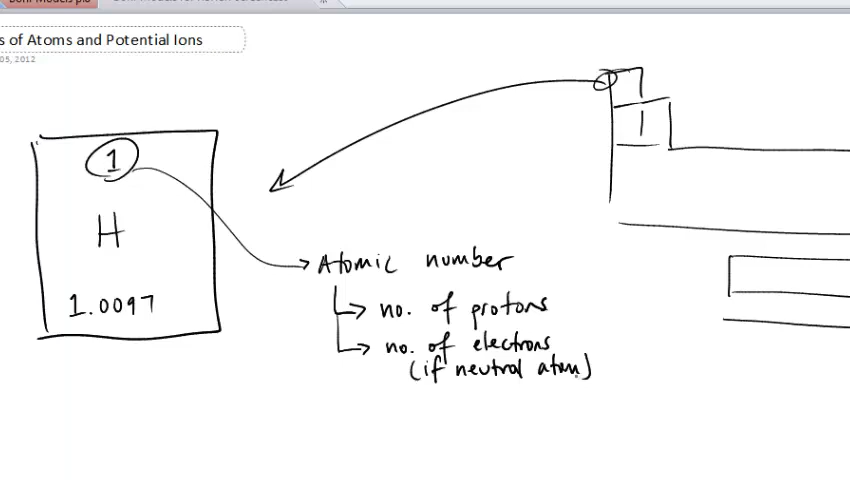 s of Atoms and Potential Ions
05, 2012
1
H
1.0097
Atomic number
no. of protons
no. of electrons
(if neutral atom)